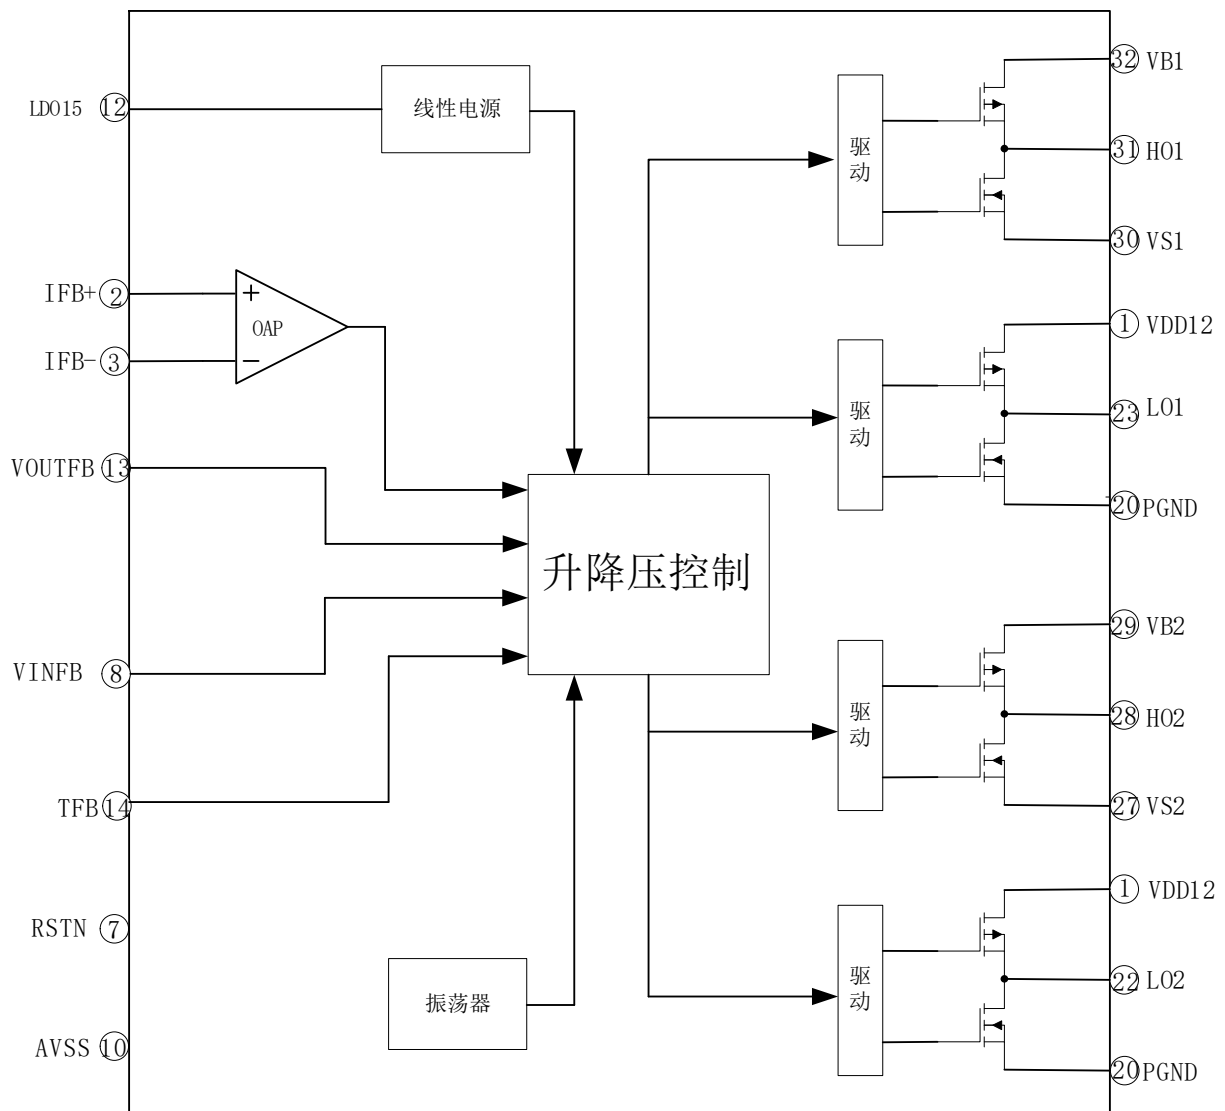 LDO15 12
线性电源
IFB+ 2
+
OAP
IFB- 3
-
VOUTFB 13
VINFB 8
TFB 14
RSTN 7
AVSS 10
升降压控制
振荡器
驱动
32 VB1
31 HO1
30 VS1
驱动
1 VDD12
23 LO1
20 PGND
驱动
29 VB2
28 HO2
27 VS2
驱动
1 VDD12
22 LO2
20 PGND